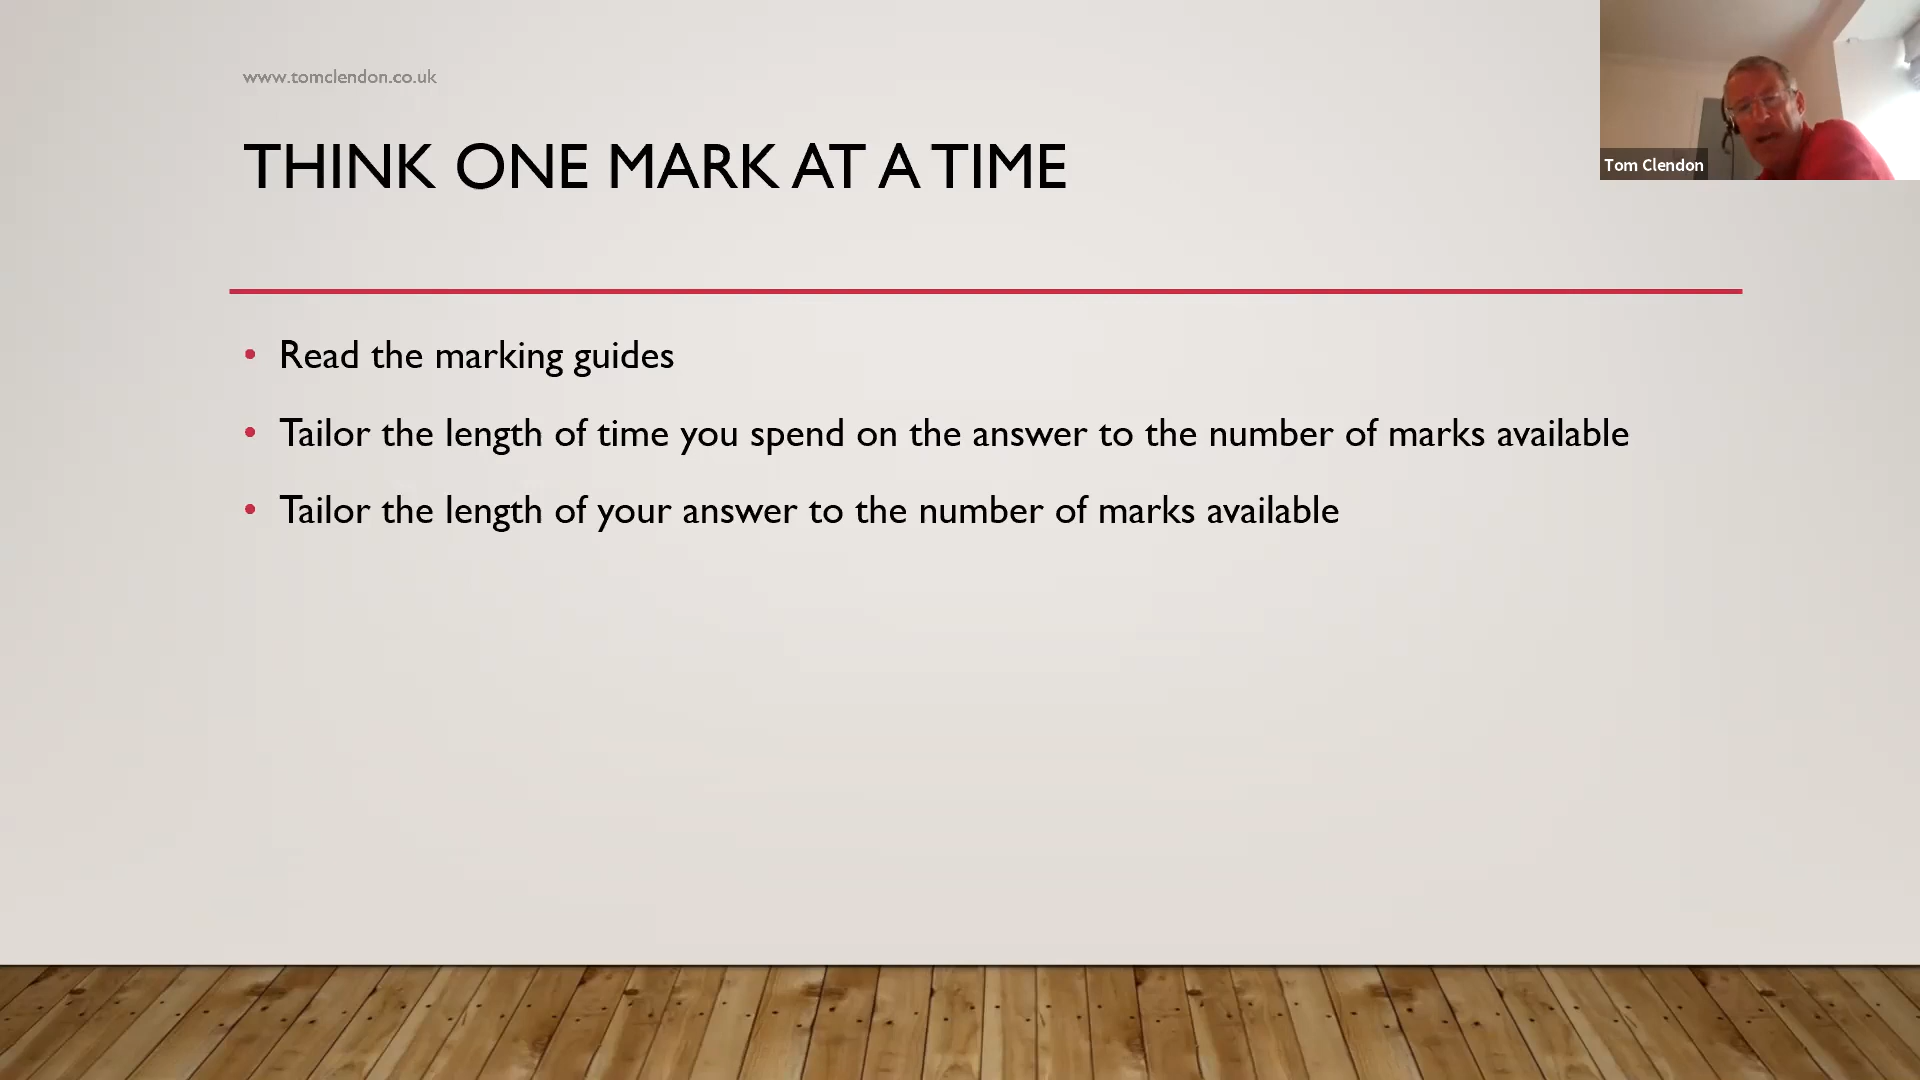 www.tomclendon.co.uk
THINK ONE MARK AT A TIME
• Read the marking guides
• Tailor the length of time you spend on the answer to the number of marks available
• Tailor the length of your answer to the number of marks available
Tom Clendon